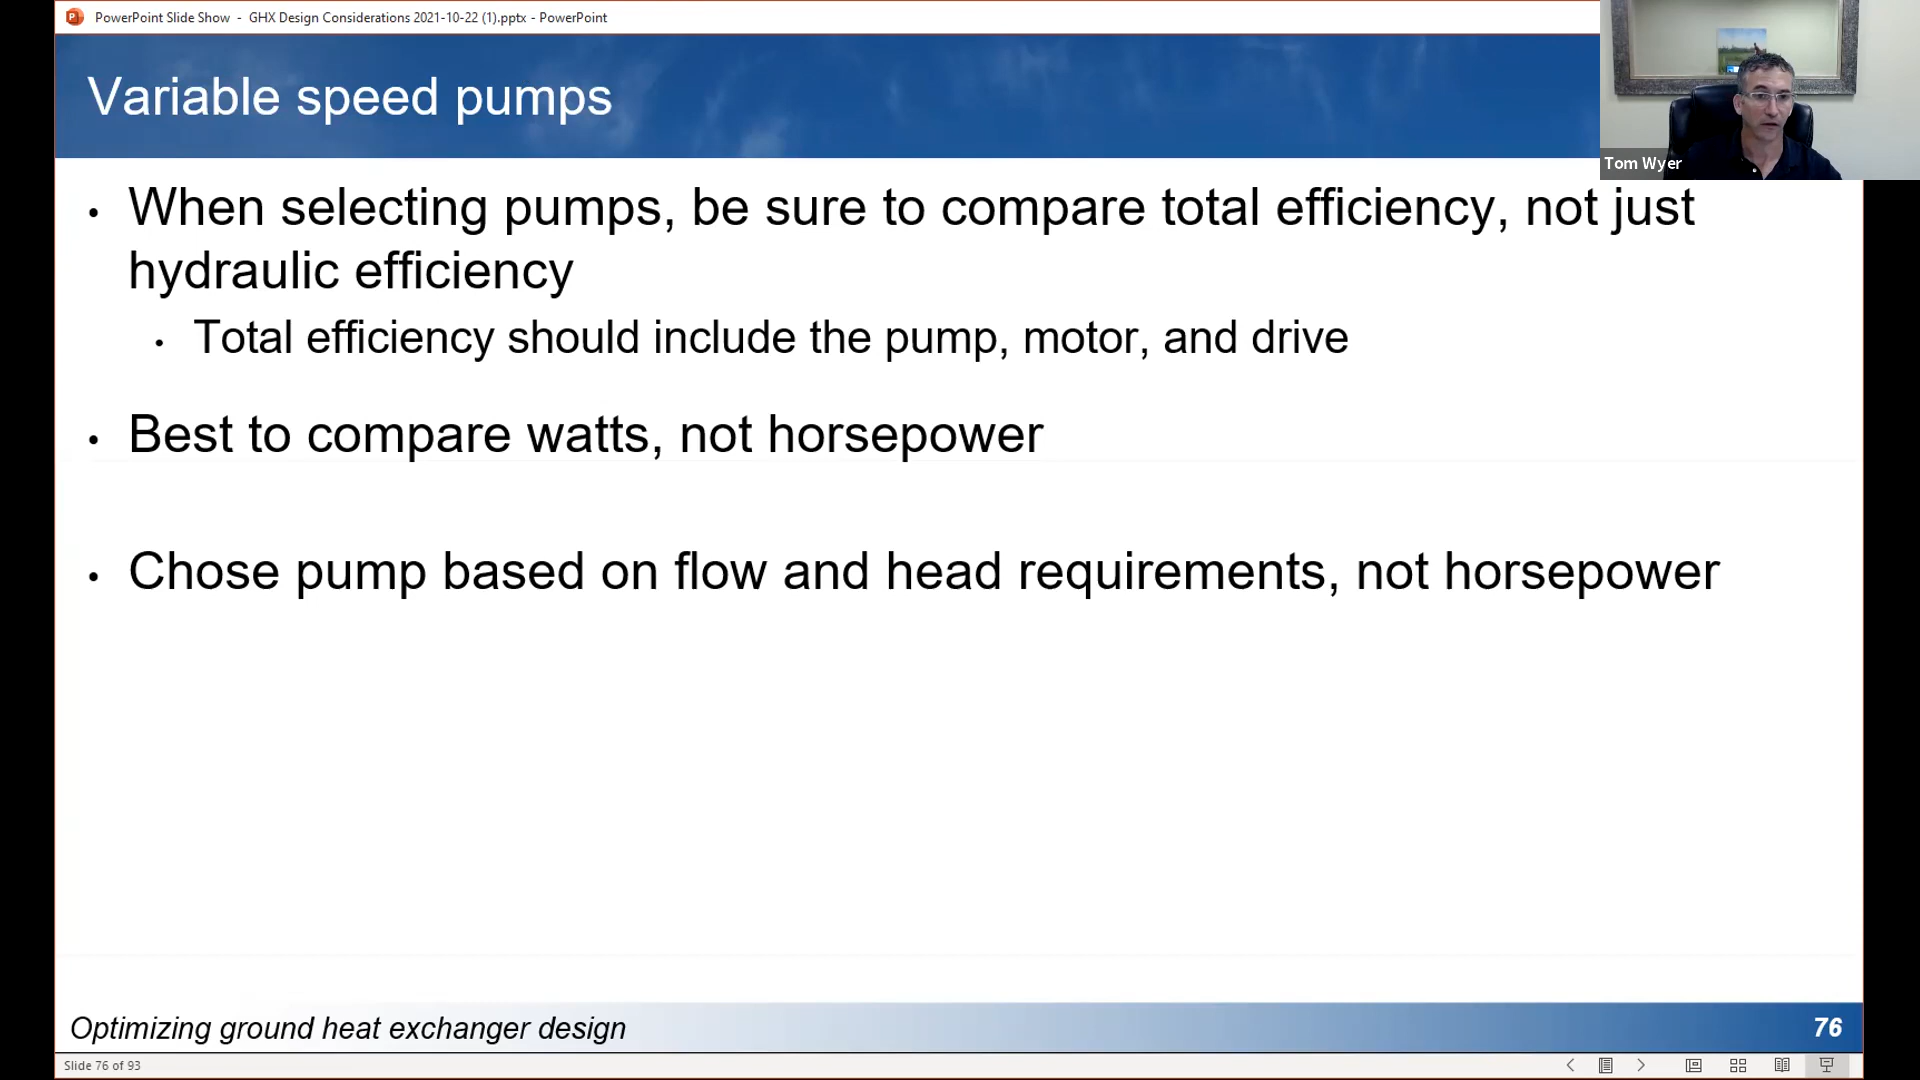 PowerPoint Slide Show - GHX Design Considerations 2021-10-22 (1).pptx - PowerPoint
Variable speed pumps
Tom Wyer
• When selecting pumps, be sure to compare total efficiency, not just
hydraulic efficiency
• Total efficiency should include the pump, motor, and drive
• Best to compare watts, not horsepower
• Chose pump based on flow and head requirements, not horsepower
Optimizing ground heat exchanger design
76
Slide 76 of 93